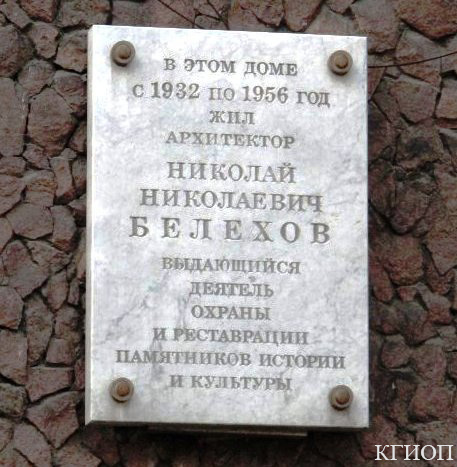 В ЭТОМ ДОМЕ
С 1932 ПО 1956 ГОД
ЖИЛ
АРХИТЕКТОР
НИКОЛАЙ
НИКОЛАЕВИЧ
БЕЛЕХОВ
ВЫДАЮЩИЙСЯ
ДЕЯТЕЛЬ
ОХРАНЫ
И РЕСТАВРАЦИИ
ПАМЯТНИКОВ ИСТОРИИ
И КУЛЬТУРЫ
КГИОП